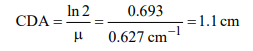 CDA = ln 2 / μ = 0.693 / 0.627 cm⁻¹ = 1.1 cm